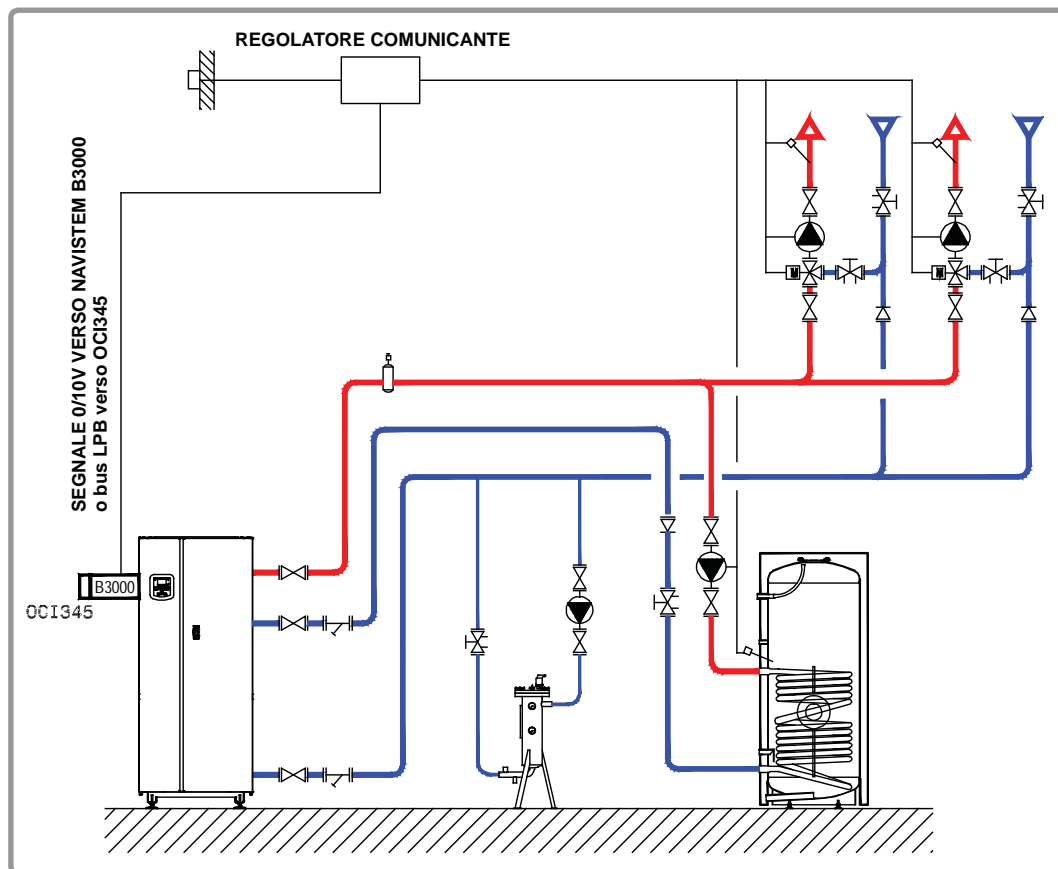 REGOLATORE COMUNICANTE
SEGNALE 0/10V VERSO NAVISTEM B3000
o bus LPB verso OCI345
B3000
OCI345
M
M